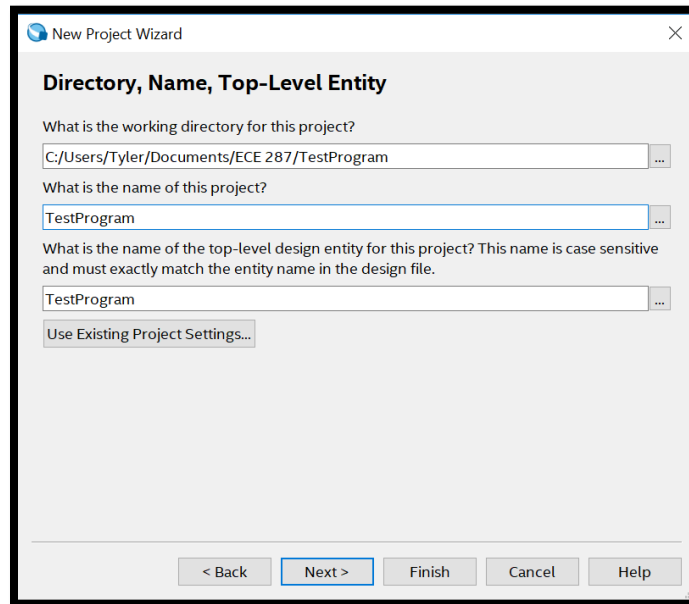 New Project Wizard
Directory, Name, Top-Level Entity
What is the working directory for this project?
C:/Users/Tyler/Documents/ECE 287/TestProgram
...
What is the name of this project?
TestProgram
...
What is the name of the top-level design entity for this project? This name is case sensitive
and must exactly match the entity name in the design file.
TestProgram
...
Use Existing Project Settings...
< Back Next > Finish Cancel Help